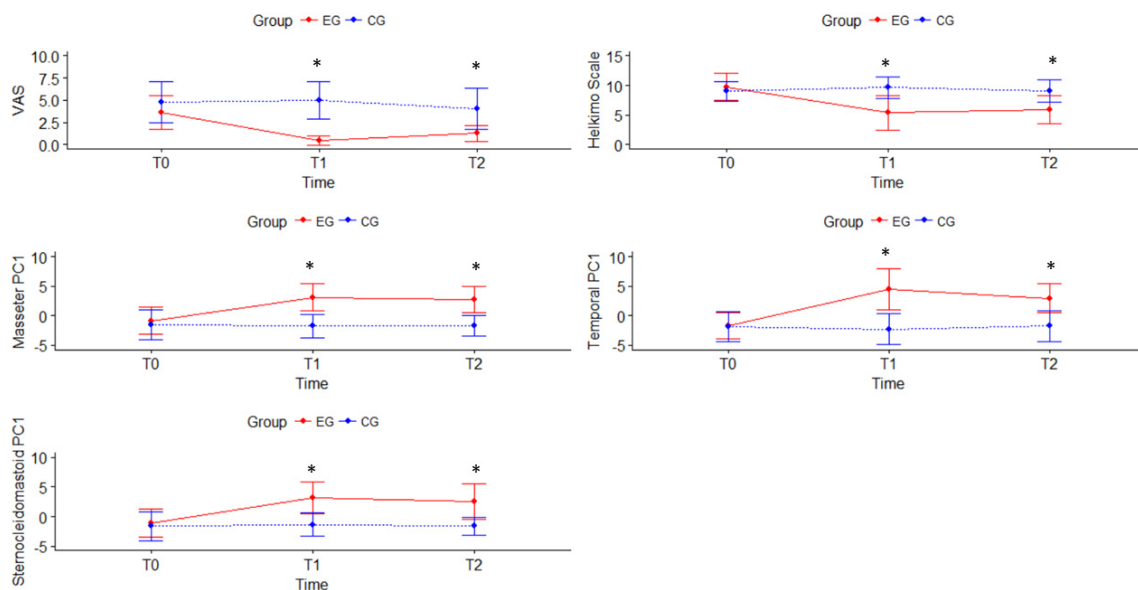 Group EG CG
VAS
10.0
7.5
5.0
2.5
0.0
* *
T0 T1 T2
Time
Group EG CG
Helkimo Scale
15
10
5
0
* *
T0 T1 T2
Time
Group EG CG
Masseter PC1
10
5
0
-5
* *
T0 T1 T2
Time
Group EG CG
Temporal PC1
10
5
0
-5
* *
T0 T1 T2
Time
Group EG CG
Sternocleidomastoid PC1
10
5
0
-5
* *
T0 T1 T2
Time